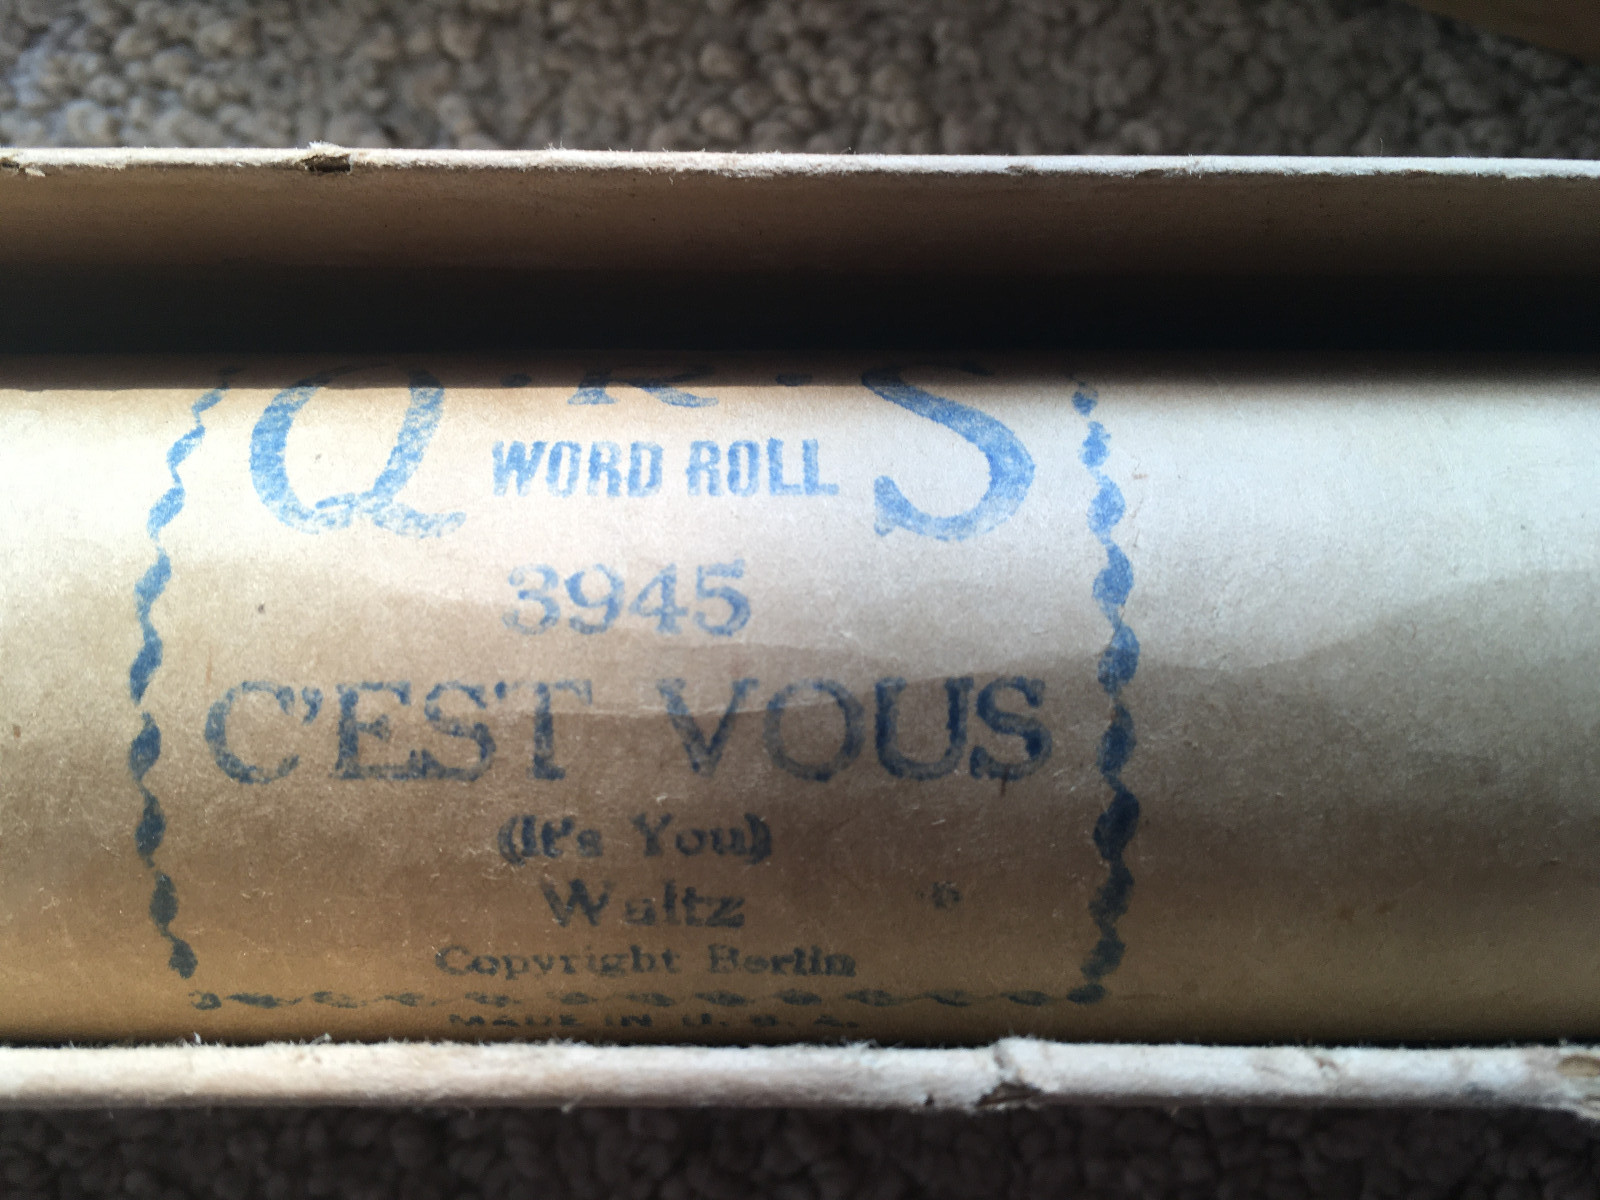 Q·R·S
WORD ROLL
3945
C'EST VOUS
(It's You)
Waltz
Copyright Berlin
MADE IN U. S. A.